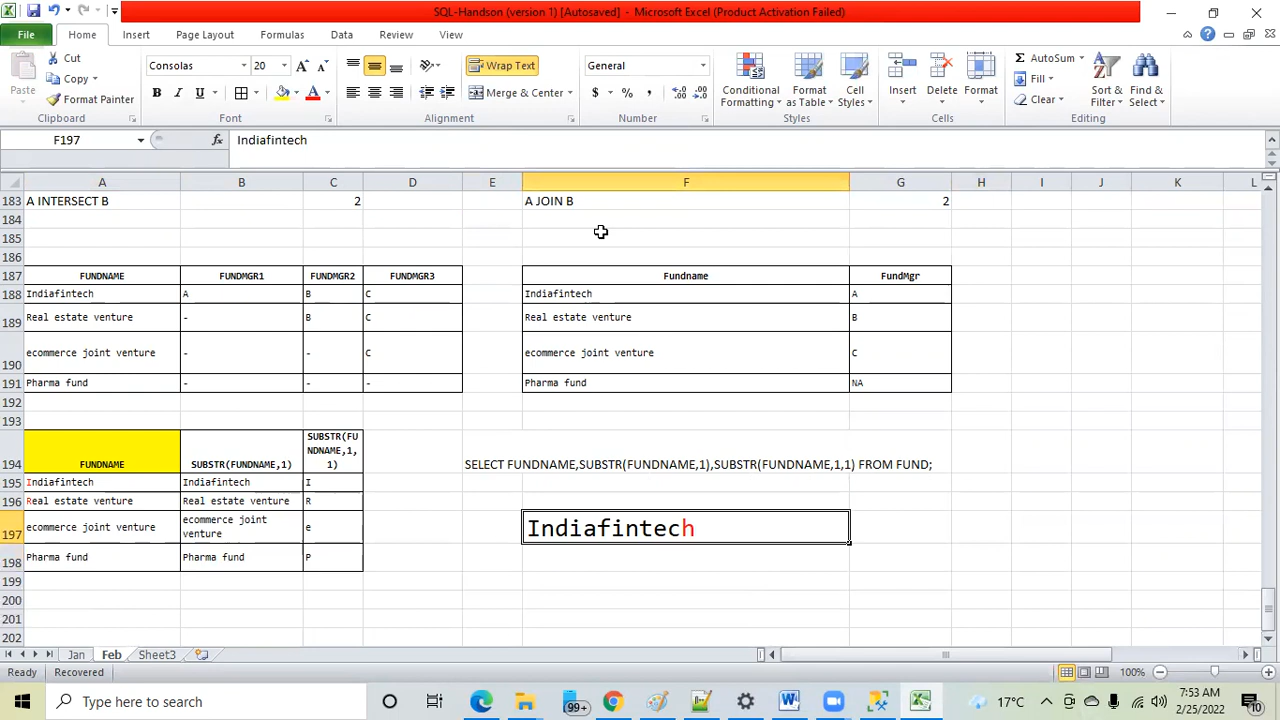 SQL-Handson (version 1) [Autosaved] - Microsoft Excel (Product Activation Failed)
File Home Insert Page Layout Formulas Data Review View
Paste Cut Copy Format Painter Clipboard
Consolas 20 A A B I U A Font
Wrap Text Merge & Center Alignment
General $ % , Number
Conditional Formatting Format as Table Cell Styles Styles
Insert Delete Format Cells
AutoSum Fill Clear Sort & Filter Find & Select Editing
F197 fx Indiafintech
A B C D E F G H I J K L
183 A INTERSECT B 2 A JOIN B 2
184
185
186
187 FUNDNAME FUNDMGR1 FUNDMGR2 FUNDMGR3 Fundname FundMgr
188 Indiafintech A B C Indiafintech A
189 Real estate venture - B C Real estate venture B
190 ecommerce joint venture - - C ecommerce joint venture C
191 Pharma fund - - - Pharma fund NA
192
193
194 FUNDNAME SUBSTR(FUNDNAME,1) SUBSTR(FUNDNAME,1,1) SELECT FUNDNAME,SUBSTR(FUNDNAME,1),SUBSTR(FUNDNAME,1,1) FROM FUND;
195 Indiafintech Indiafintech I
196 Real estate venture Real estate venture R
197 ecommerce joint venture ecommerce joint venture e Indiafintech
198 Pharma fund Pharma fund P
199
200
201
202
Jan Feb Sheet3
Ready Recovered 100%
Type here to search 99+ 17°C 7:53 AM
2/25/2022 10